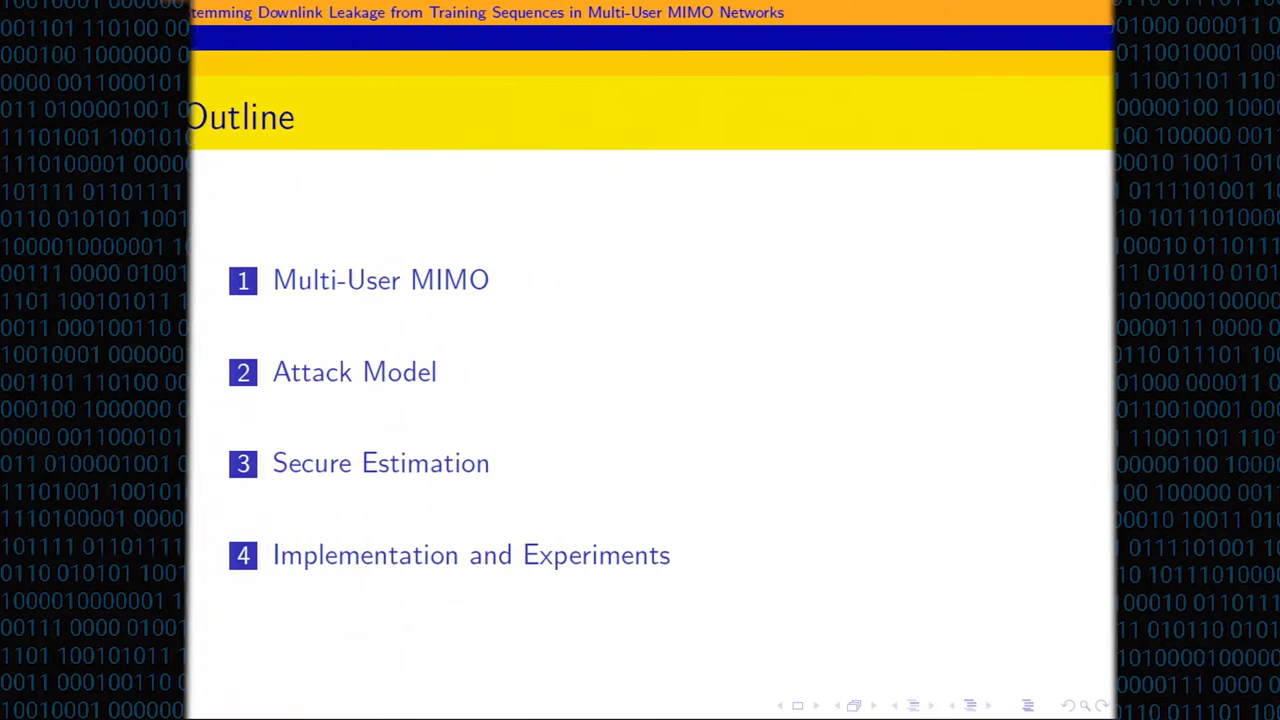 temming Downlink Leakage from Training Sequences in Multi-User MIMO Networks
Outline
1 Multi-User MIMO
2 Attack Model
3 Secure Estimation
4 Implementation and Experiments